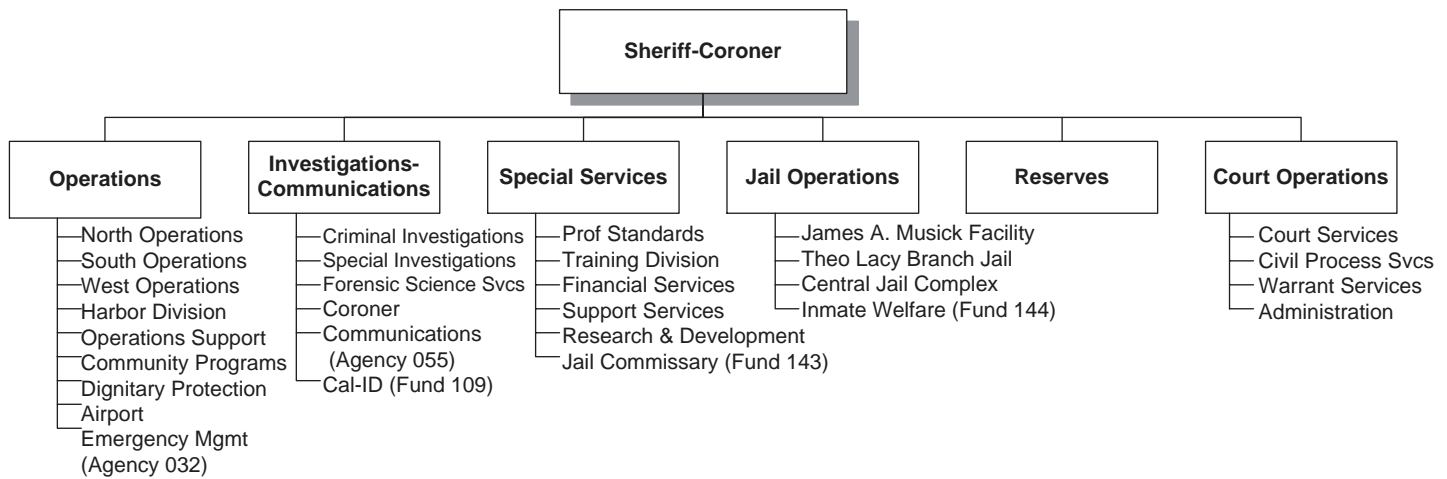 Sheriff-Coroner
Operations
North Operations
South Operations
West Operations
Harbor Division
Operations Support
Community Programs
Dignitary Protection
Airport
Emergency Mgmt
(Agency 032)
Investigations-
Communications
Criminal Investigations
Special Investigations
Forensic Science Svcs
Coroner
Communications
(Agency 055)
Cal-ID (Fund 109)
Special Services
Prof Standards
Training Division
Financial Services
Support Services
Research & Development
Jail Commissary (Fund 143)
Jail Operations
James A. Musick Facility
Theo Lacy Branch Jail
Central Jail Complex
Inmate Welfare (Fund 144)
Reserves
Court Operations
Court Services
Civil Process Svcs
Warrant Services
Administration